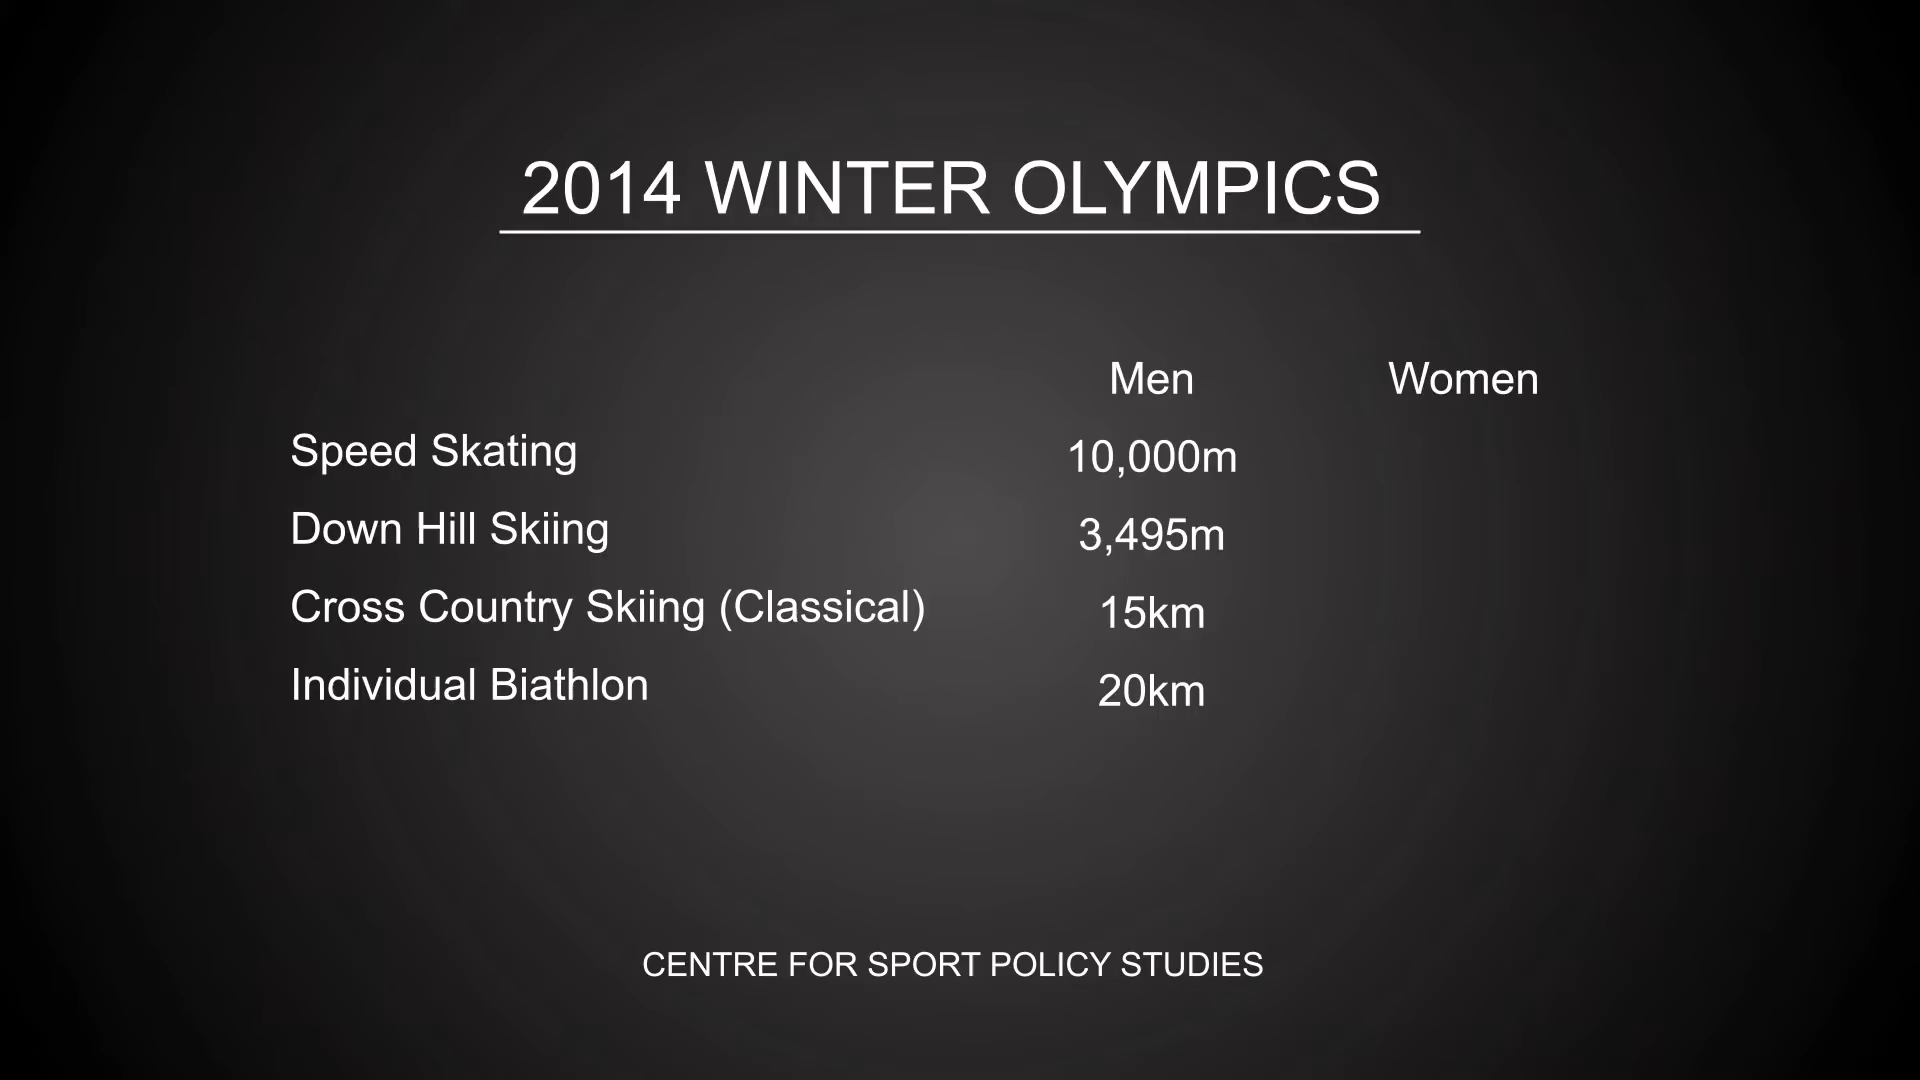 2014 WINTER OLYMPICS
Men Women
Speed Skating 10,000m
Down Hill Skiing 3,495m
Cross Country Skiing (Classical) 15km
Individual Biathlon 20km
CENTRE FOR SPORT POLICY STUDIES